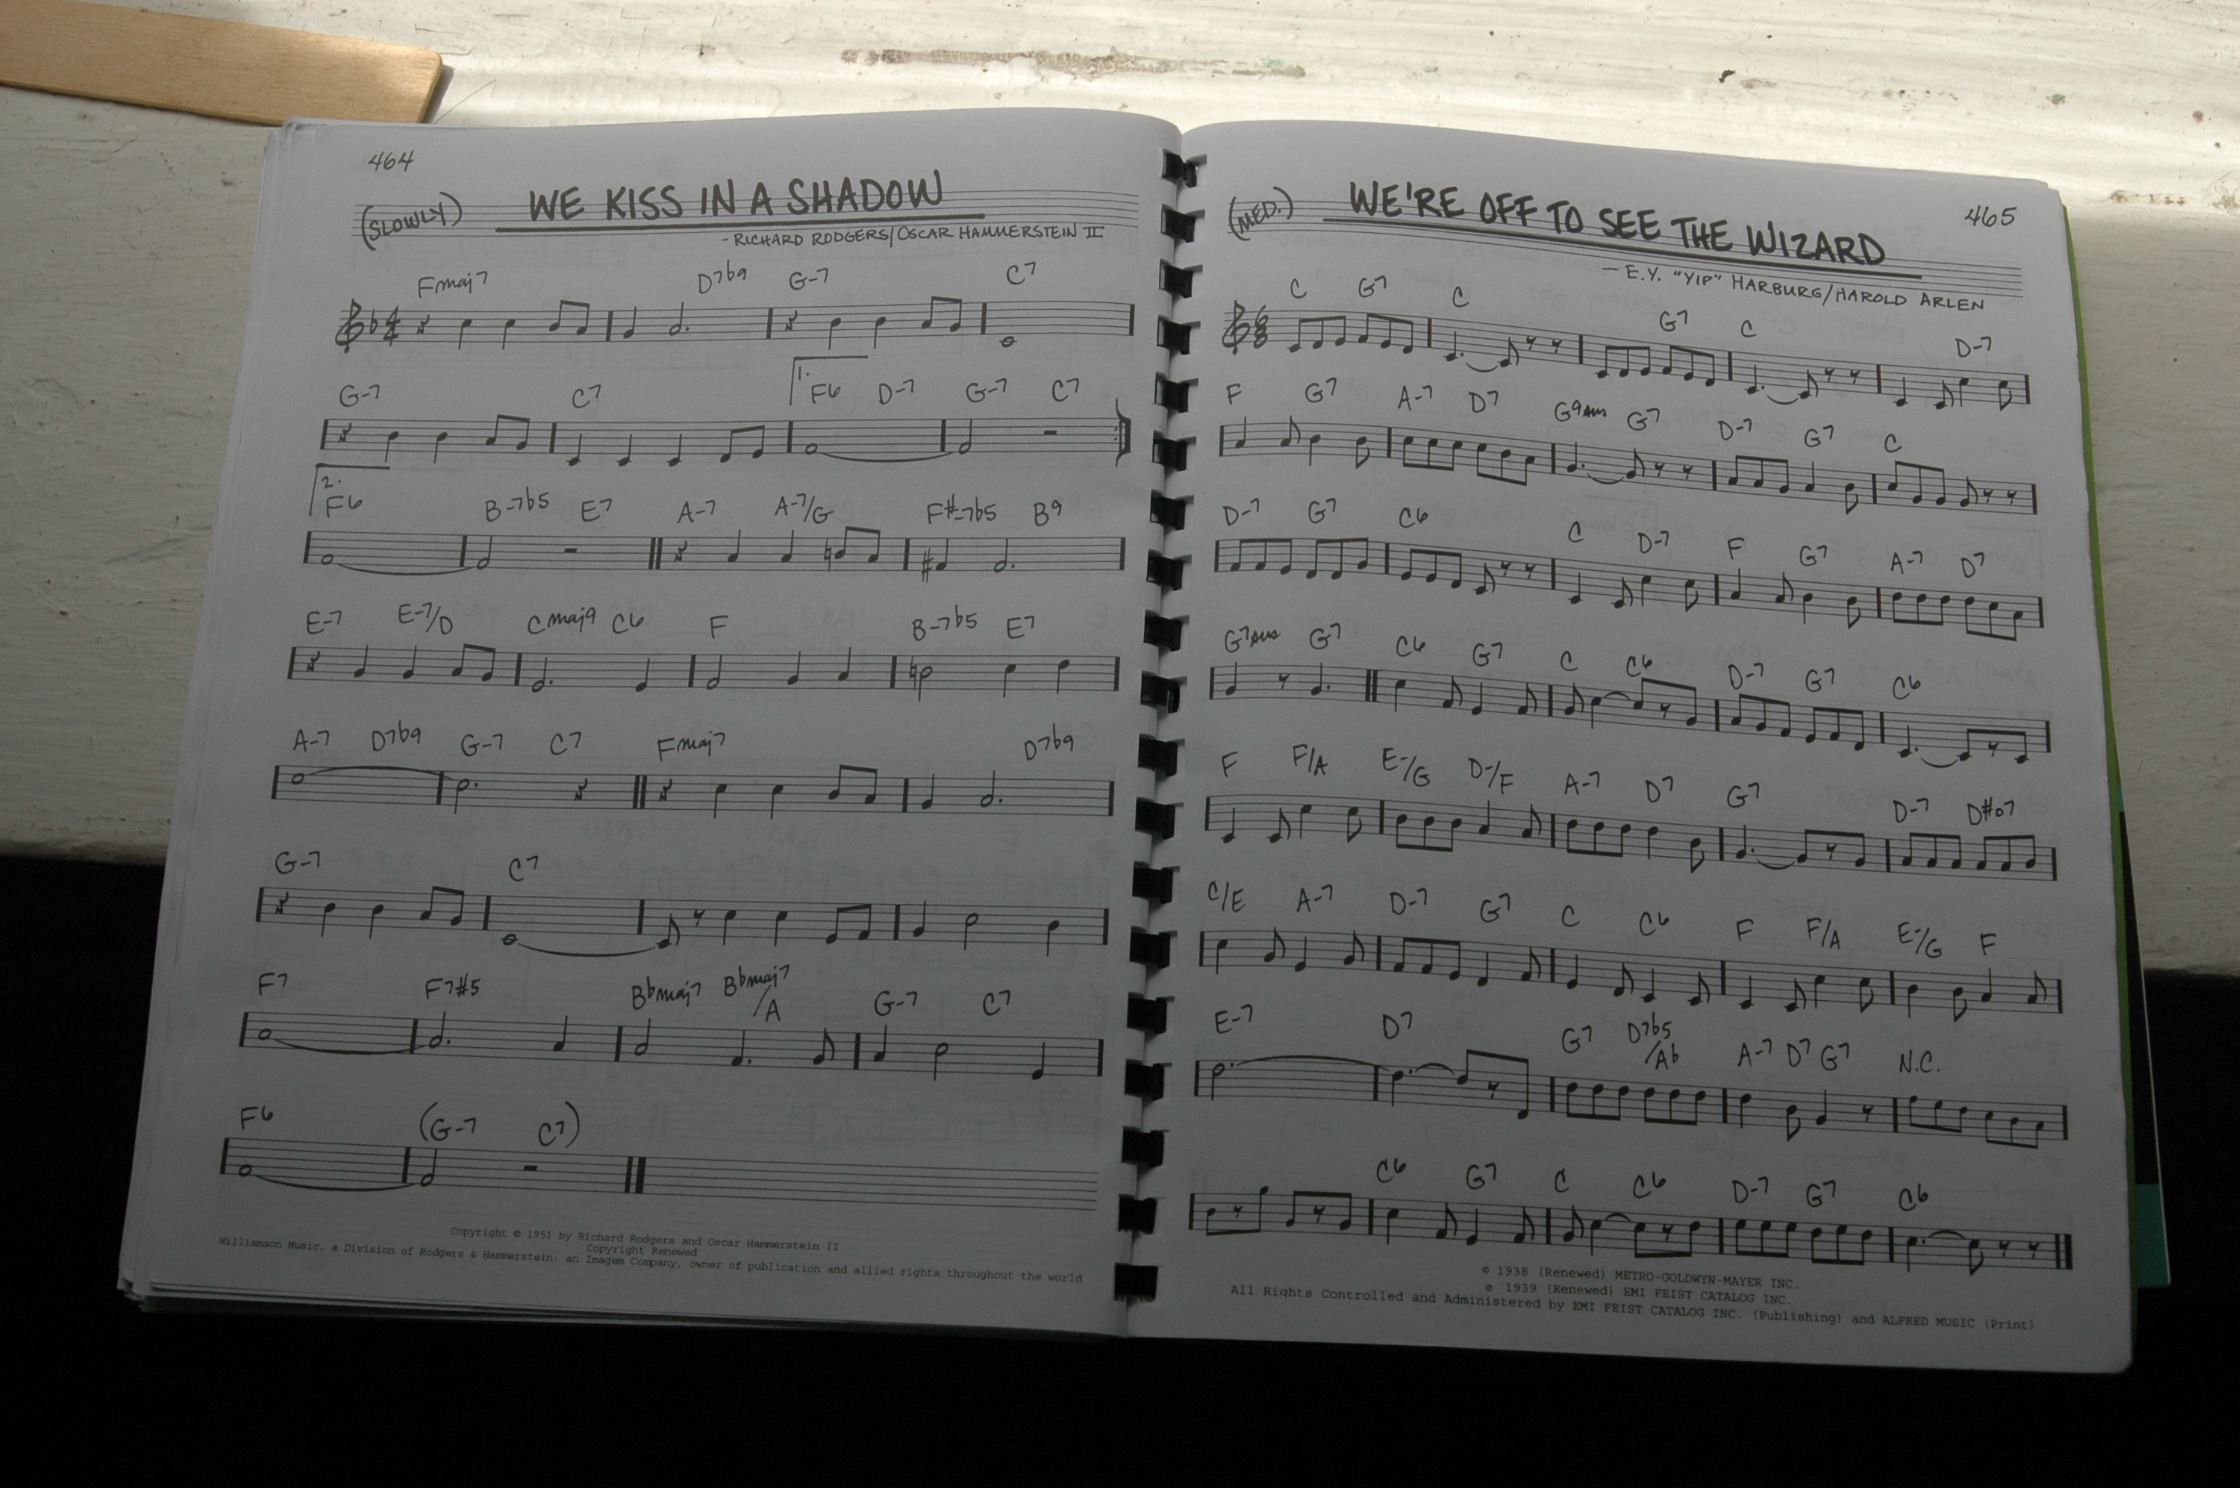 464
(SLOWLY)
WE KISS IN A SHADOW
-RICHARD RODGERS/OSCAR HAMMERSTEIN II
Fmaj7 D7b9 G-7 C7
G-7 C7 1. F6 D-7 G-7 C7
2. F6 B-7b5 E7 A-7 A-7/G F#-7b5 B9
E-7 E-7/D Cmaj9 C6 F B-7b5 E7
A-7 D7b9 G-7 C7 Fmaj7 D7b9
G-7 C7
F7 F7#5 Bbmaj7 Bbmaj7/A G-7 C7
F6 (G-7 C7)
Copyright © 1951 by Richard Rodgers and Oscar Hammerstein II
Copyright Renewed
Williamson Music, a Division of Rodgers & Hammerstein: an Imagem Company, owner of publication and allied rights throughout the world
465
(MED.)
WE'RE OFF TO SEE THE WIZARD
- E.Y. "YIP" HARBURG/HAROLD ARLEN
C G7 C G7 C D-7
F G7 A-7 D7 G9sus G7 D-7 G7 C
D-7 G7 C6 C D-7 F G7 A-7 D7
G7sus G7 C6 G7 C C6 D-7 G7 C6
F F/A E-/G D-/F A-7 D7 G7 D-7 D#o7
C/E A-7 D-7 G7 C C6 F F/A E-/G F
E-7 D7 G7 D7b5/Ab A-7 D7 G7 N.C.
C6 G7 C C6 D-7 G7 C6
© 1938 (Renewed) METRO-GOLDWYN-MAYER INC.
© 1939 (Renewed) EMI FEIST CATALOG INC.
All Rights Controlled and Administered by EMI FEIST CATALOG INC. (Publishing) and ALFRED MUSIC (Print)